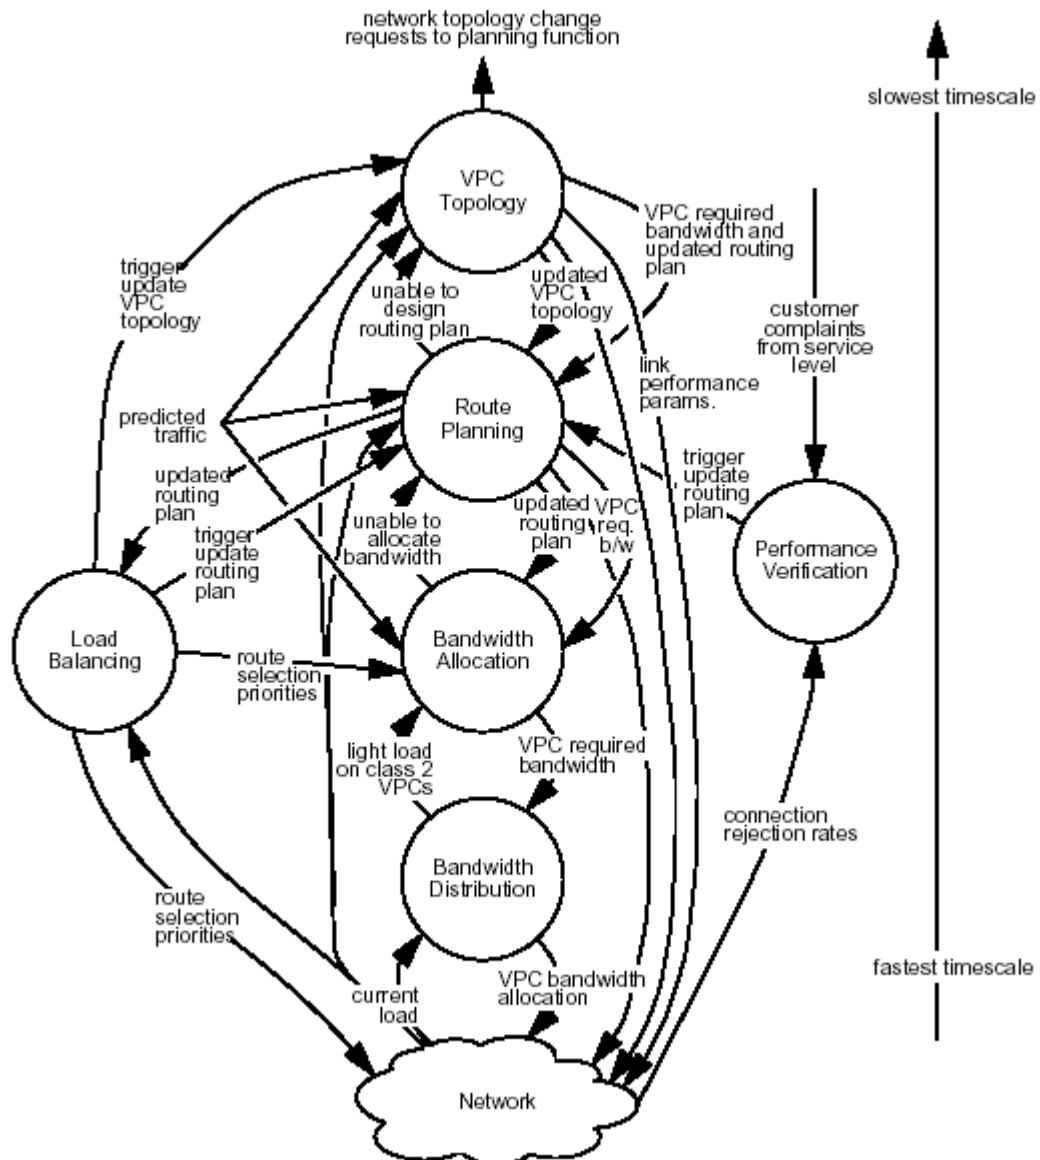 network topology change
requests to planning function
slowest timescale
VPC
Topology
VPC required
bandwidth and
updated routing
plan
trigger
update
VPC
topology
unable to
design
routing plan
updated
VPC
topology
customer
complaints
from service
level
link
performance
params.
predicted
traffic
Route
Planning
updated
routing
plan
trigger
update
routing
plan
unable to
allocate
bandwidth
updated
routing
plan
VPC
req.
b/w
trigger
update
routing
plan
Performance
Verification
Load
Balancing
route
selection
priorities
Bandwidth
Allocation
light load
on class 2
VPCs
VPC required
bandwidth
connection
rejection rates
Bandwidth
Distribution
route
selection
priorities
current
load
VPC bandwidth
allocation
fastest timescale
Network